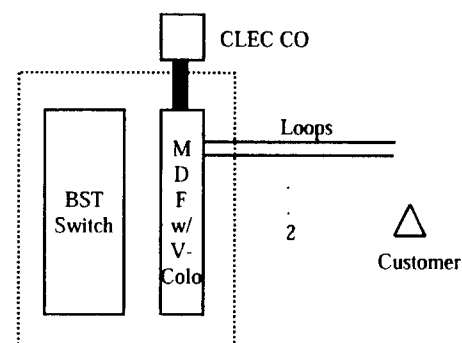 CLEC CO
Loops
M
D
F
w/
V-
Colo
BST
Switch
.
.
2
Customer